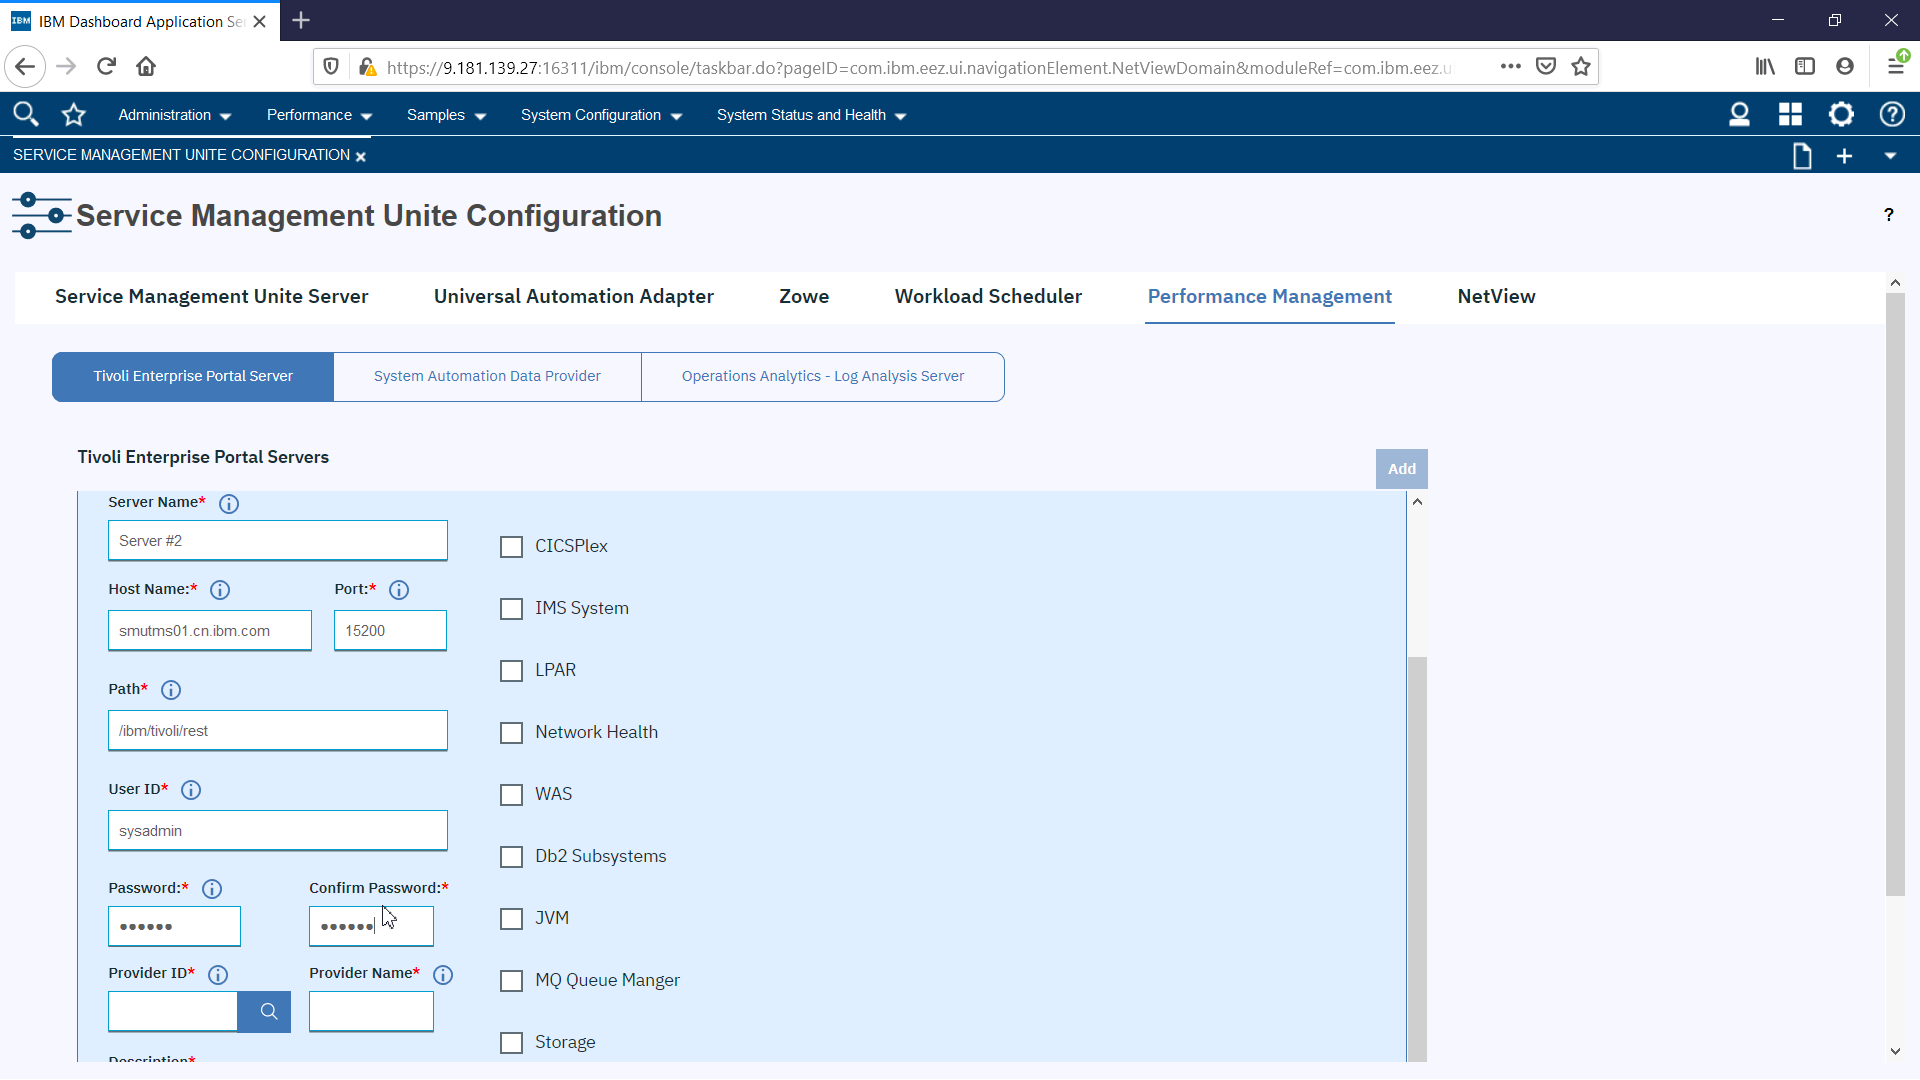 IBM IBM Dashboard Application Se
https://9.181.139.27:16311/ibm/console/taskbar.do?pageID=com.ibm.eez.ui.navigationElement.NetViewDomain&moduleRef=com.ibm.eez.u
Administration Performance Samples System Configuration System Status and Health
SERVICE MANAGEMENT UNITE CONFIGURATION
Service Management Unite Configuration ?
Service Management Unite Server Universal Automation Adapter Zowe Workload Scheduler Performance Management NetView
Tivoli Enterprise Portal Server System Automation Data Provider Operations Analytics - Log Analysis Server
Tivoli Enterprise Portal Servers
Add
Server Name*
Server #2
CICSPlex
Host Name:* Port:*
IMS System
smutms01.cn.ibm.com 15200
LPAR
Path*
/ibm/tivoli/rest
Network Health
User ID*
WAS
sysadmin
Db2 Subsystems
Password:* Confirm Password:*
JVM
••••••  ••••••
Provider ID* Provider Name*
MQ Queue Manger
Storage
Description*